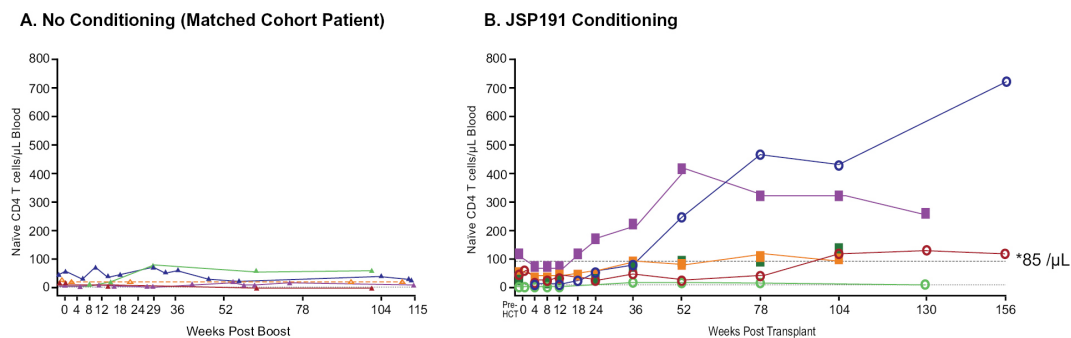 A. No Conditioning (Matched Cohort Patient)
B. JSP191 Conditioning
Naïve CD4 T cells/µL Blood
800
700
600
500
400
300
200
100
0
0 4 8 12 18 24 29 36 52 78 104 115
Weeks Post Boost
Naïve CD4 T cells/µL Blood
800
700
600
500
400
300
200
100
0
*85 /µL
Pre-
HCT
0 4 8 12 18 24 36 52 78 104 130 156
Weeks Post Transplant